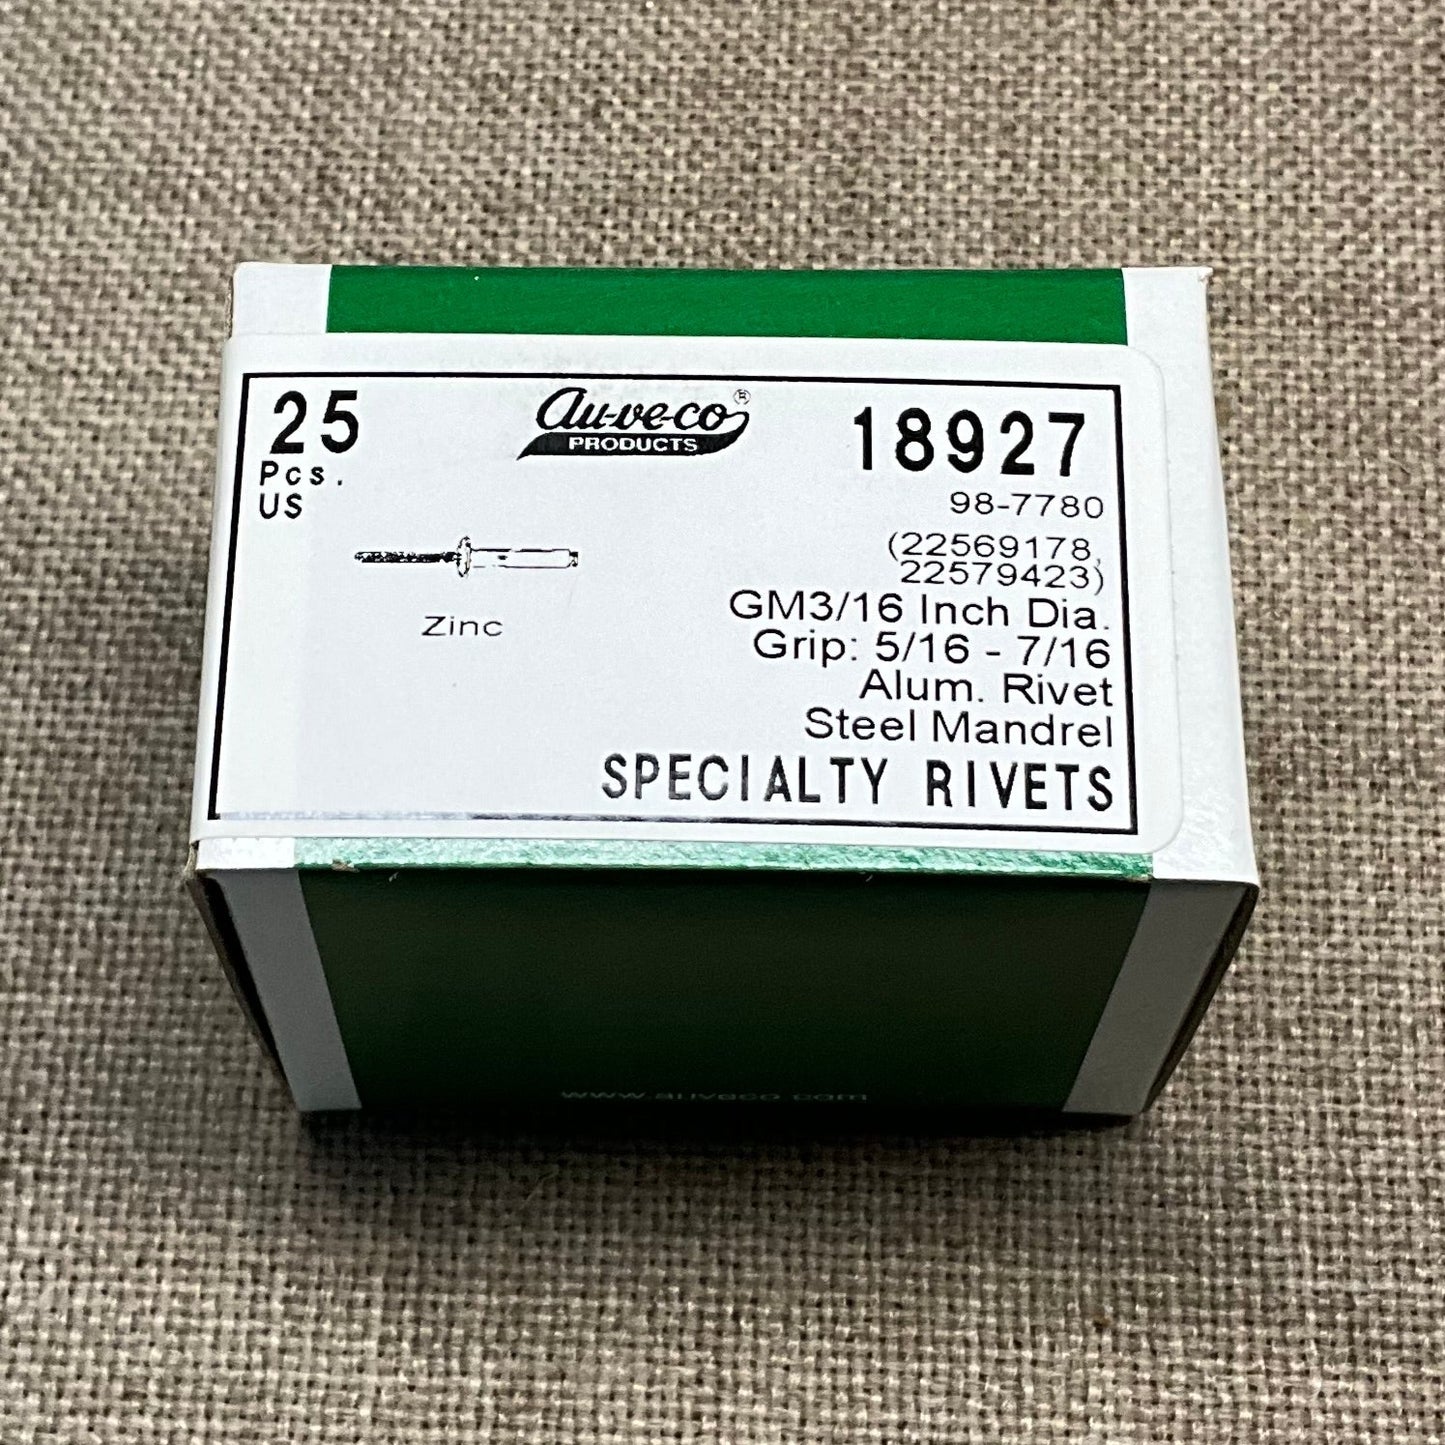 25
Pcs.
US
Au-ve-co®
PRODUCTS
18927
98-7780
(22569178,
22579423)
GM3/16 Inch Dia.
Grip: 5/16 - 7/16
Alum. Rivet
Steel Mandrel
Zinc
SPECIALTY RIVETS
www.auveco.com